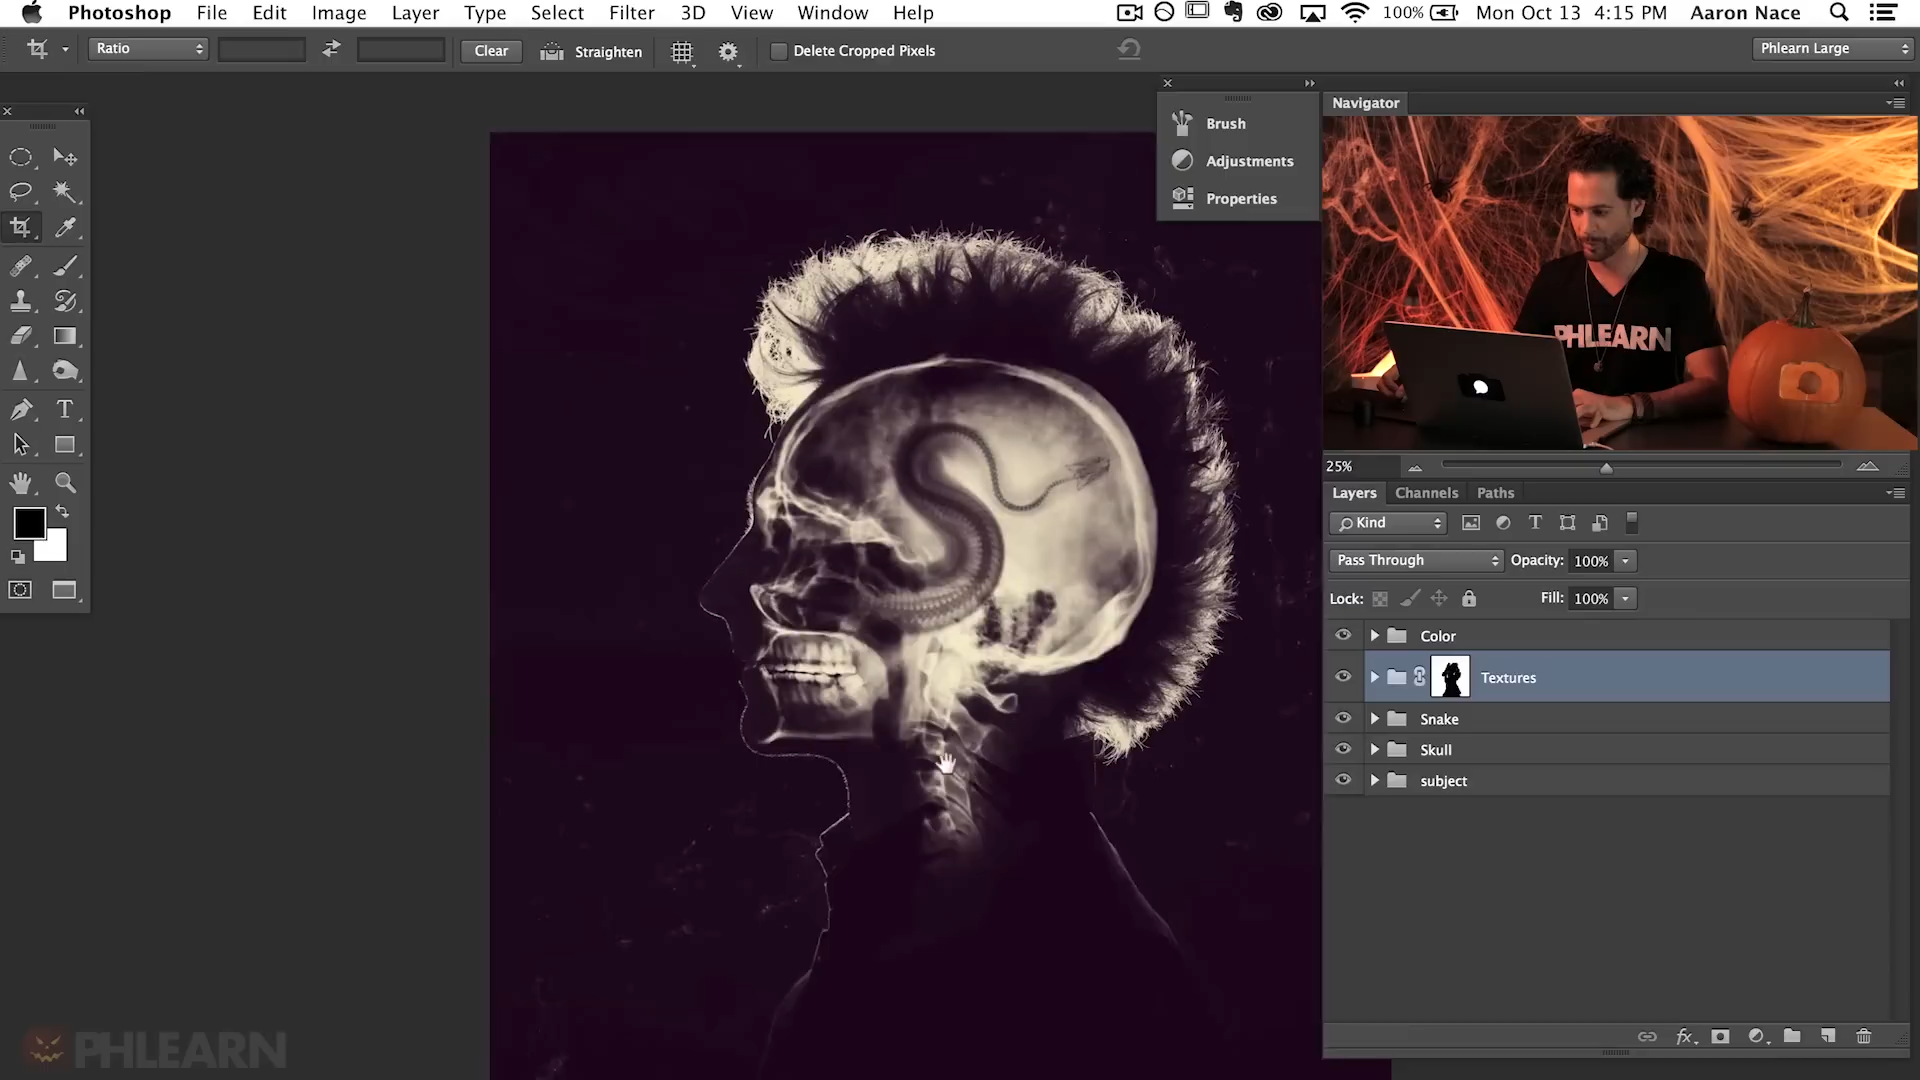 Photoshop File Edit Image Layer Type Select Filter 3D View Window Help 100% Mon Oct 13 4:15 PM Aaron Nace
Ratio Clear Straighten Delete Cropped Pixels Phlearn Large
Brush
Adjustments
Properties
Navigator
PHLEARN
25%
Layers Channels Paths
Kind
Pass Through Opacity: 100%
Lock: Fill: 100%
Color
Textures
Snake
Skull
subject
PHLEARN